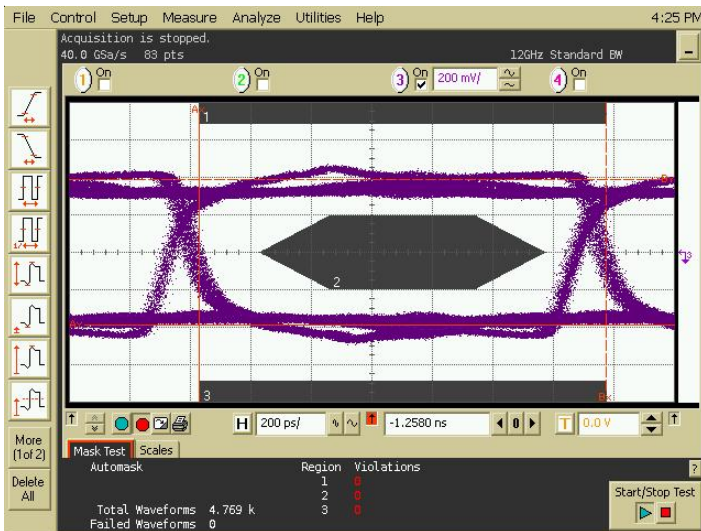 File Control Setup Measure Analyze Utilities Help 4:25 PM
Acquisition is stopped.
40.0 GSa/s 83 pts 12GHz Standard BW
1 On 2 On 3 On 200 mV/ 4 On
1
2
3
H 200 ps/ -1.2580 ns 0 T 0.0 V
More
(1of 2)
Delete
All
Mask Test Scales
Automask Region Violations ?
1 0
2 0
Total Waveforms 4.769 k 3 0
Failed Waveforms 0
Start/Stop Test